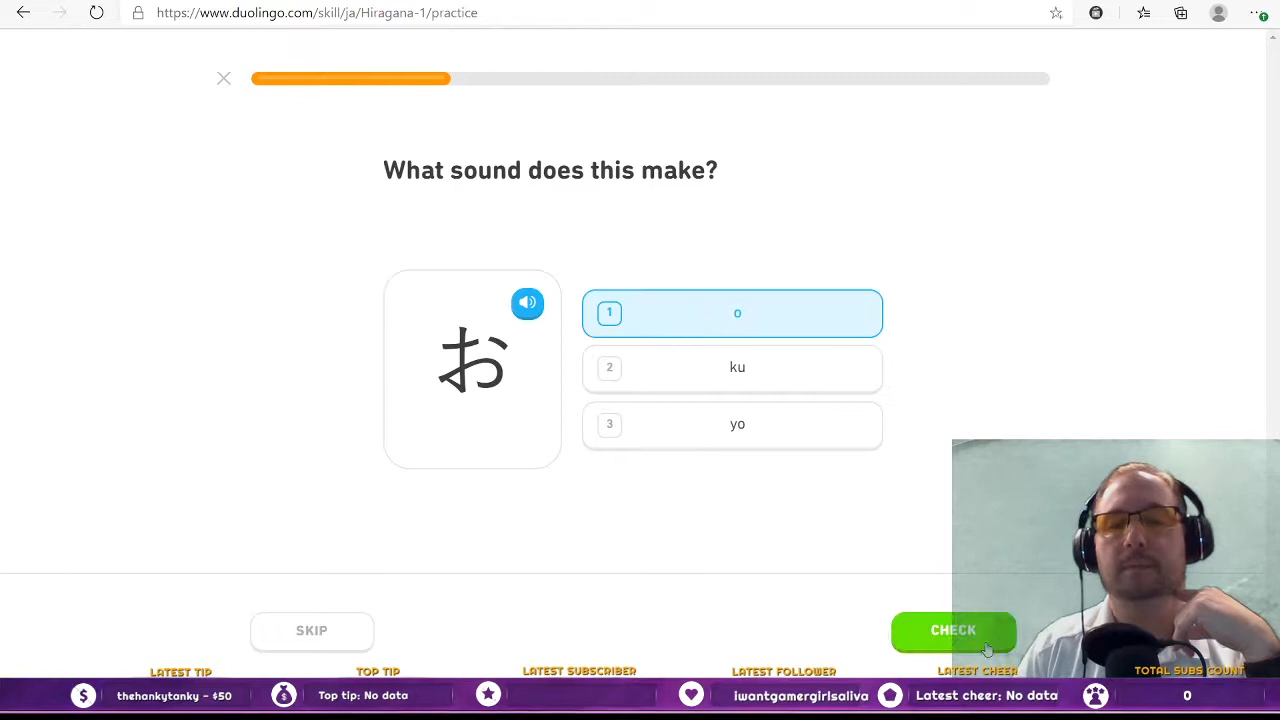 https://www.duolingo.com/skill/ja/Hiragana-1/practice
What sound does this make?
お
1 o
2 ku
3 yo
SKIP
CHECK
LATEST TIP
TOP TIP
LATEST SUBSCRIBER
LATEST FOLLOWER
LATEST CHEER
TOTAL SUBS COUNT
$ thehankytanky - $50
Top tip: No data
iwantgamergirlsaliva
Latest cheer: No data
0